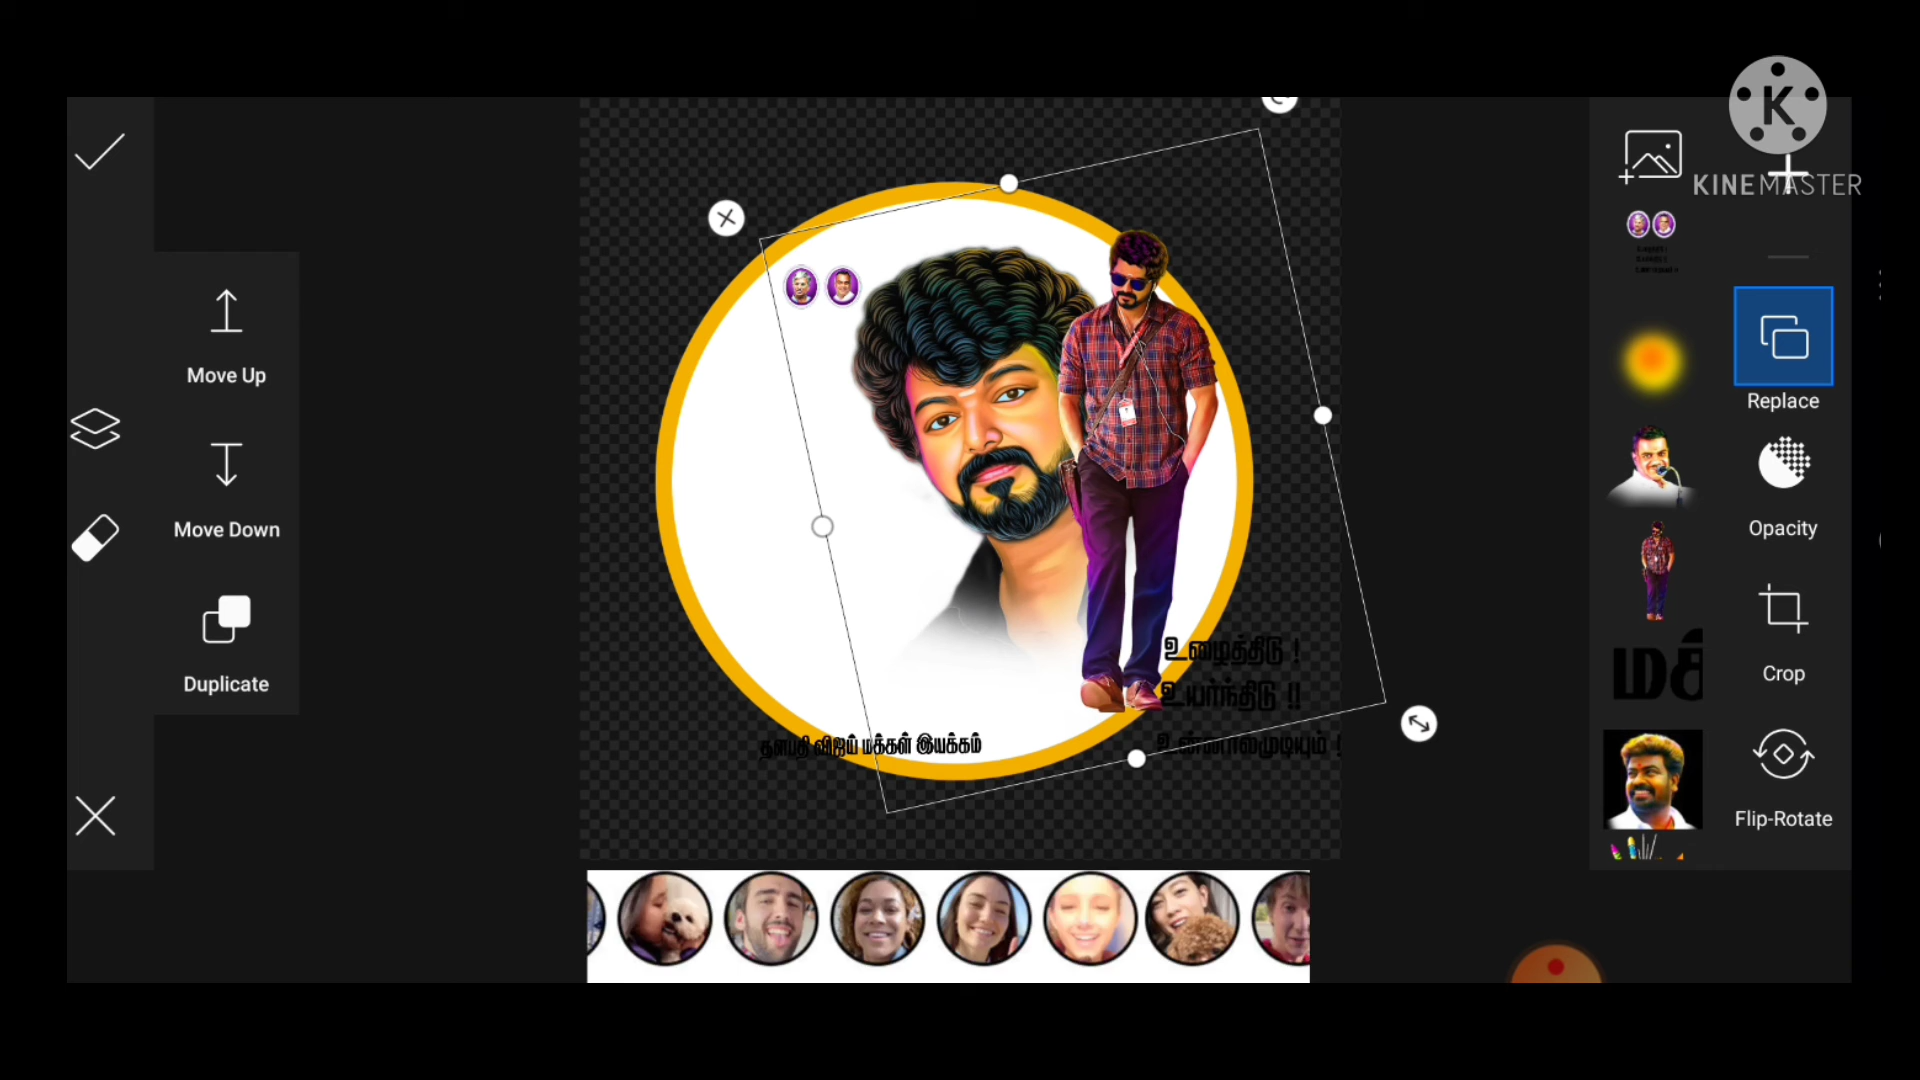 KINEMASTER
Move Up
Move Down
Duplicate
Replace
Opacity
Crop
Flip-Rotate
உழைத்திடு !
உயர்ந்திடு !!
உன்னால்முடியும் !
தளபதி விஜய் மக்கள் இயக்கம்